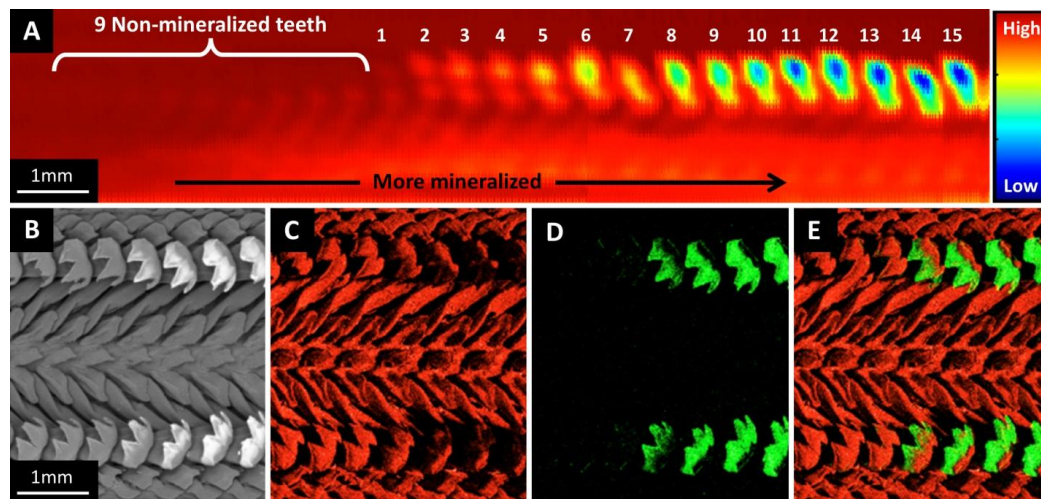 A
9 Non-mineralized teeth
1 2 3 4 5 6 7 8 9 10 11 12 13 14 15
High
Low
1mm
More mineralized
B
C
D
E
1mm